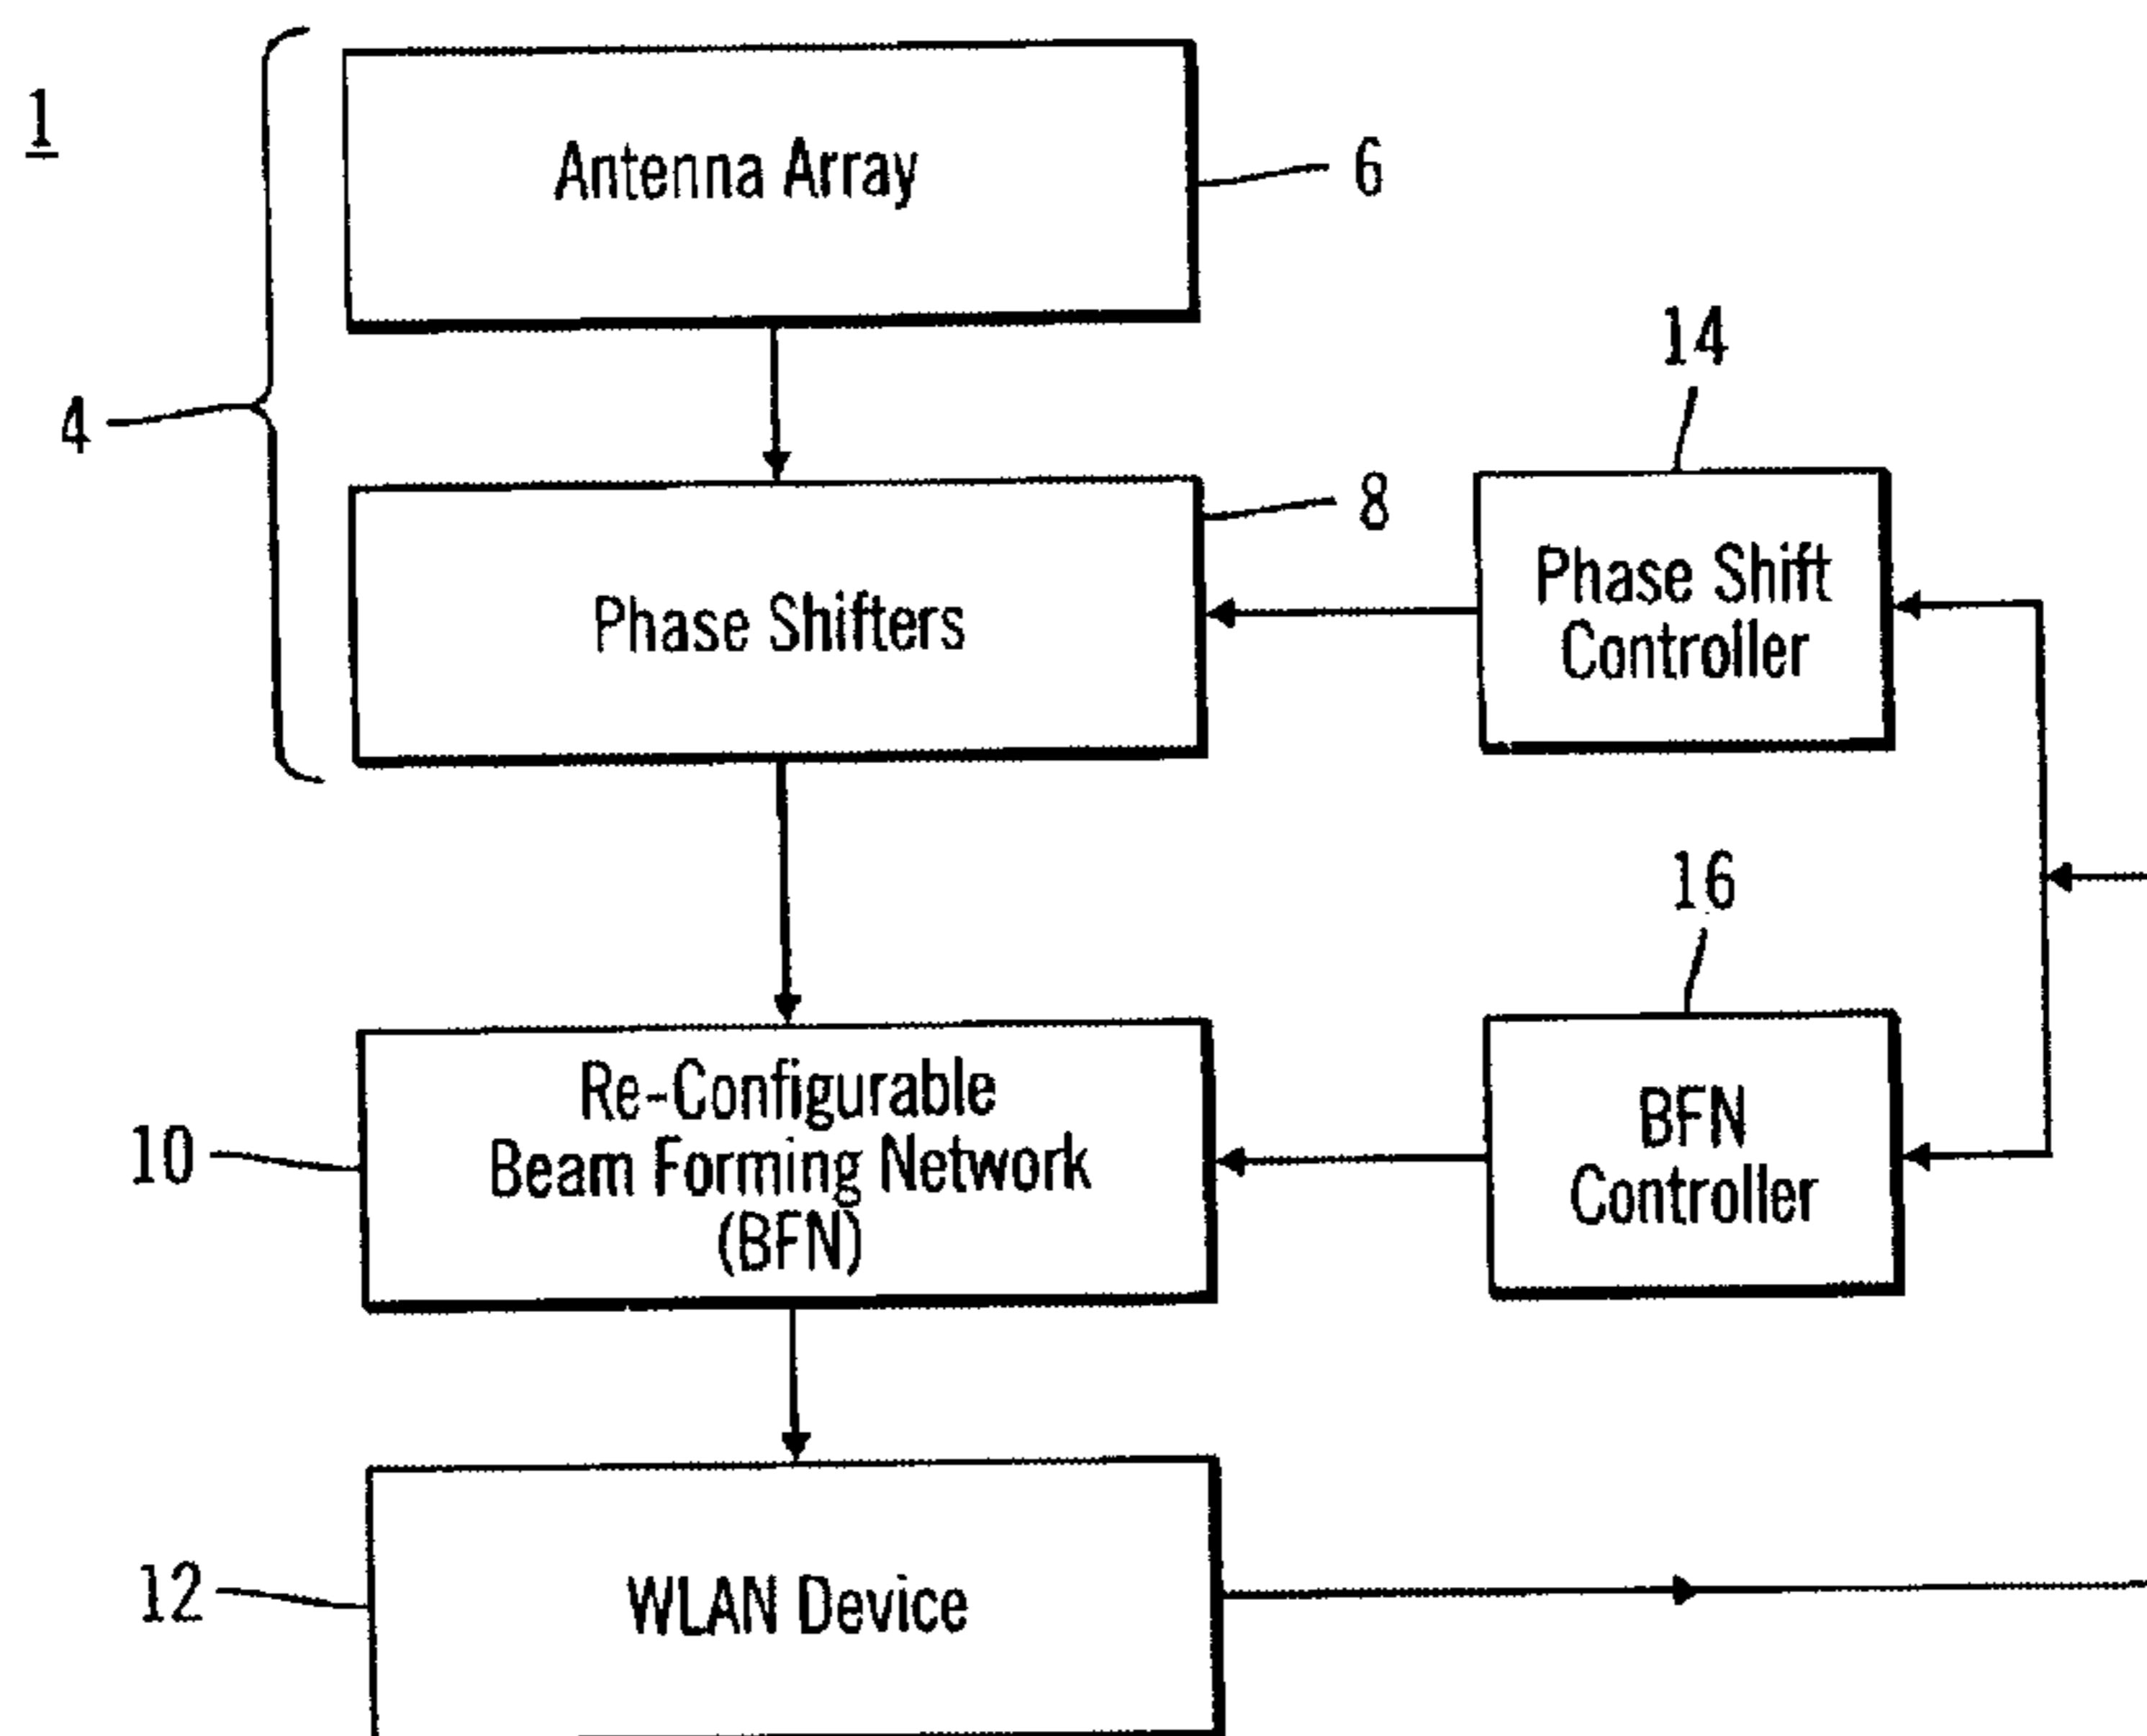 1
Antenna Array
6
4
14
Phase Shifters
8
Phase Shift
Controller
16
Re-Configurable
Beam Forming Network
(BFN)
10
BFN
Controller
12
WLAN Device